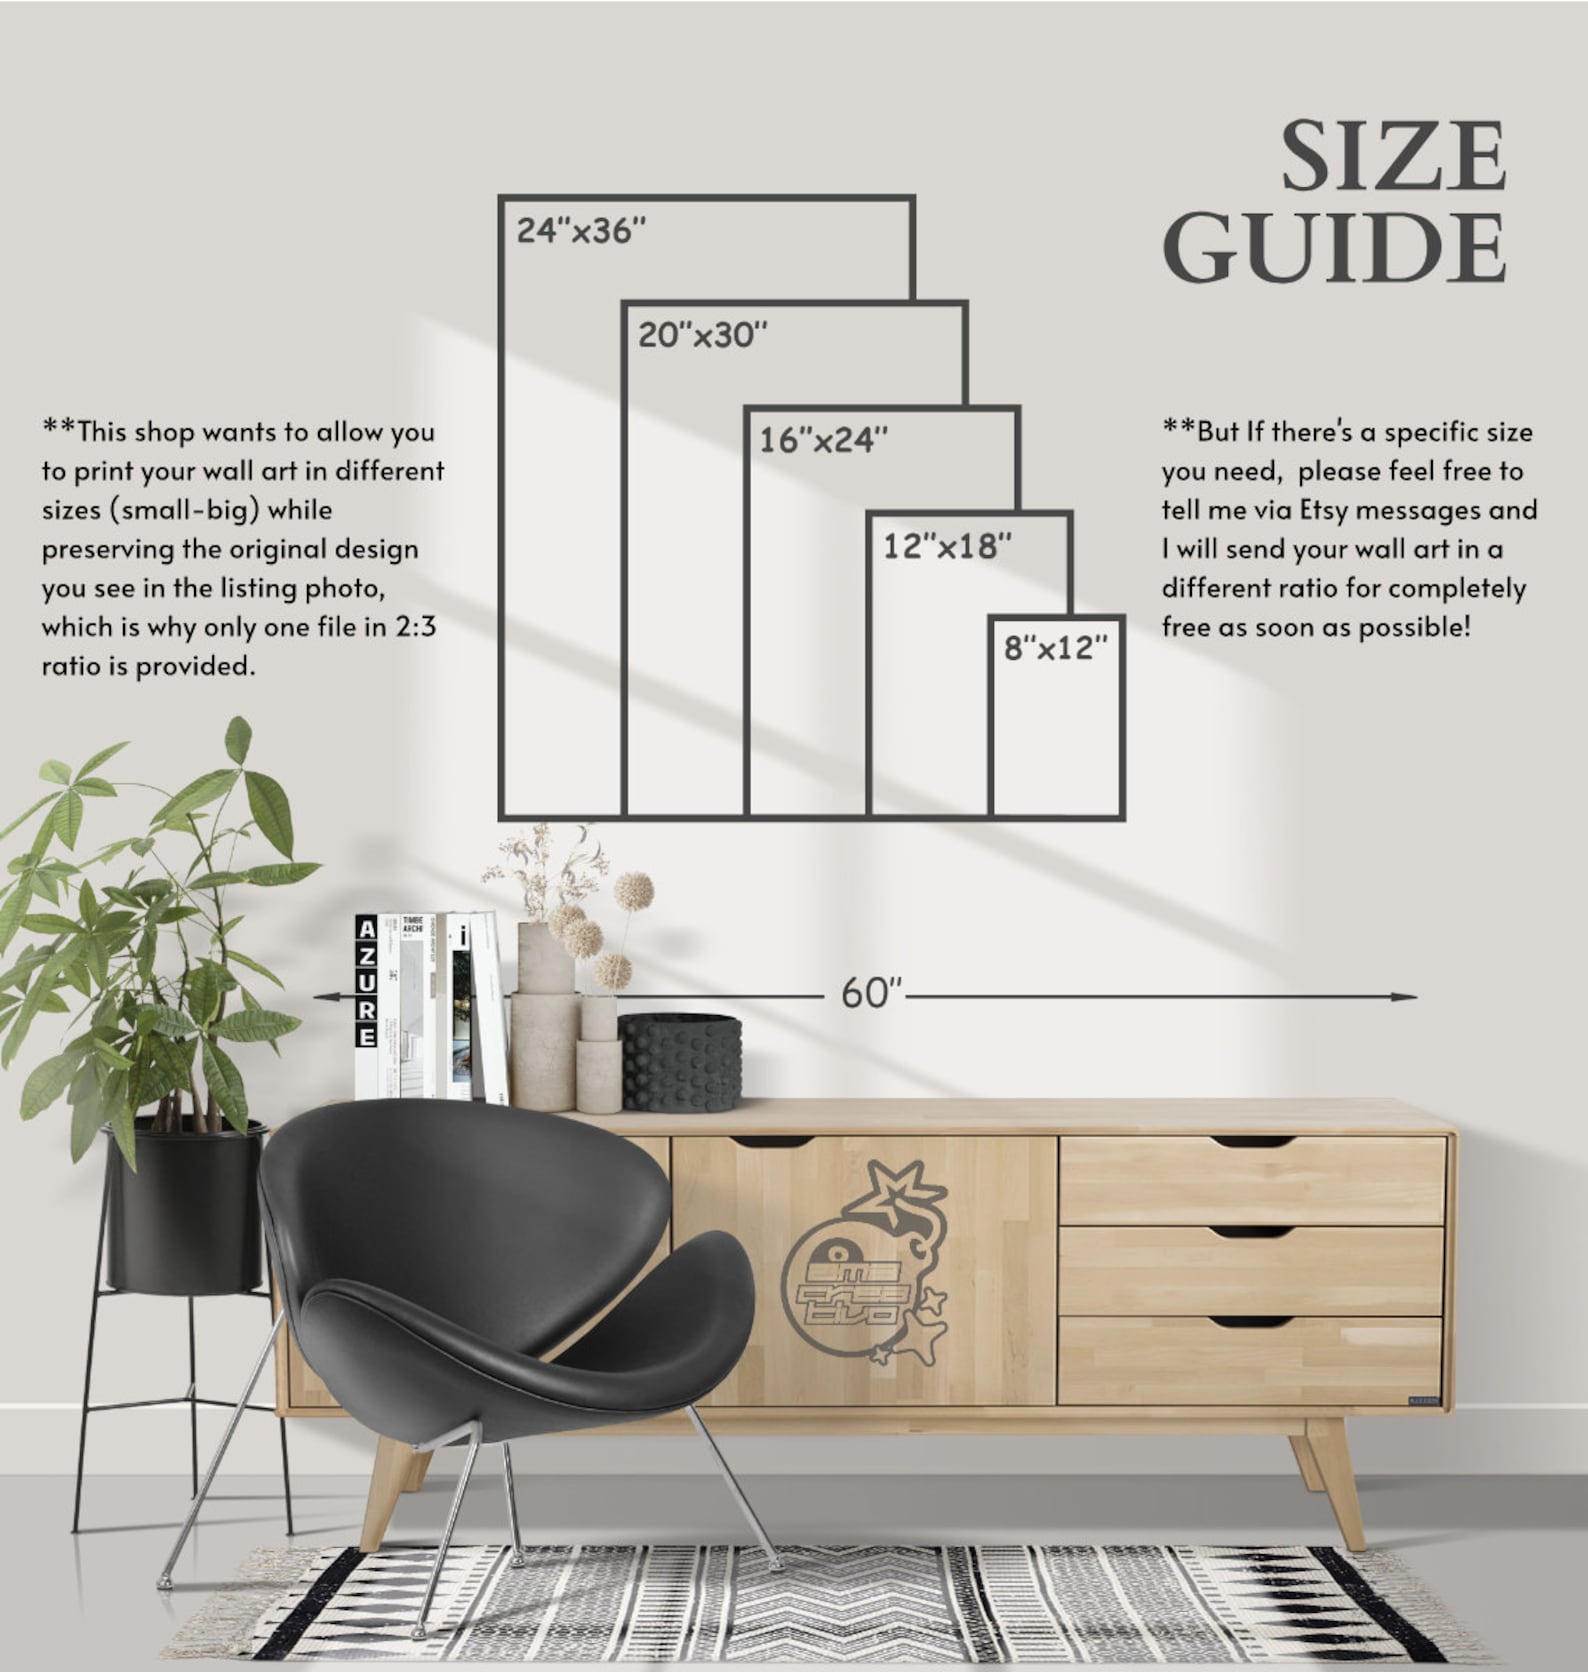 SIZE
GUIDE
24"x36"
20"x30"
16"x24"
12"x18"
8"x12"
**This shop wants to allow you
to print your wall art in different
sizes (small-big) while
preserving the original design
you see in the listing photo,
which is why only one file in 2:3
ratio is provided.
**But If there's a specific size
you need,  please feel free to
tell me via Etsy messages and
I will send your wall art in a
different ratio for completely
free as soon as possible!
60"
AZURE
TIMBE
ARCHI
i